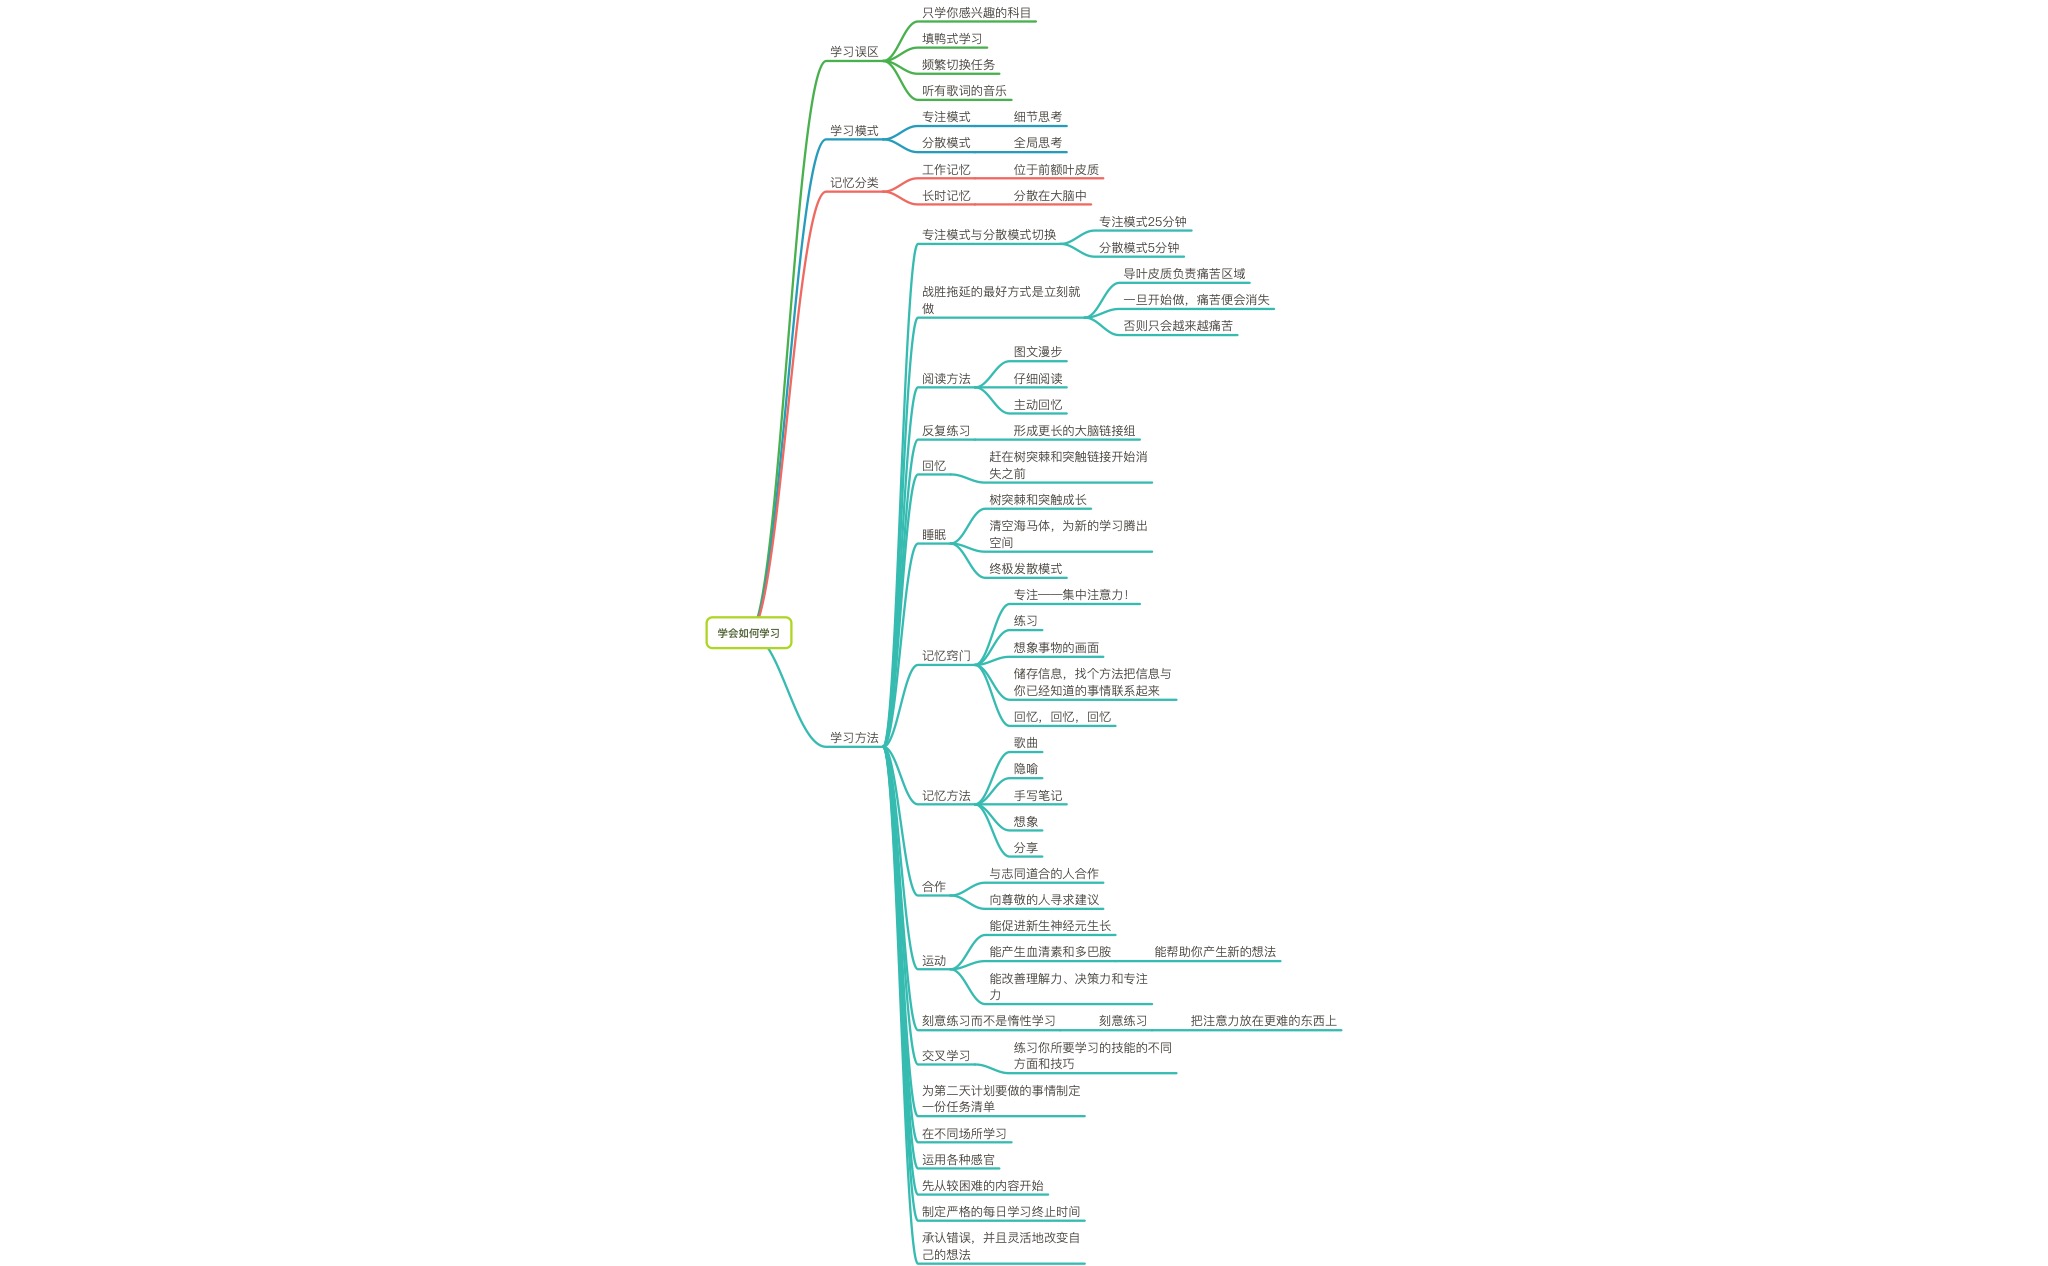 只学你感兴趣的科目
填鸭式学习
学习误区
频繁切换任务
听有歌词的音乐
专注模式
细节思考
学习模式
分散模式
全局思考
工作记忆
位于前额叶皮质
记忆分类
长时记忆
分散在大脑中
专注模式25分钟
专注模式与分散模式切换
分散模式5分钟
导叶皮质负责痛苦区域
战胜拖延的最好方式是立刻就
做
一旦开始做，痛苦便会消失
否则只会越来越痛苦
图文漫步
阅读方法
仔细阅读
主动回忆
反复练习
形成更长的大脑链接组
回忆
赶在树突棘和突触链接开始消
失之前
树突棘和突触成长
睡眠
清空海马体，为新的学习腾出
空间
终极发散模式
专注——集中注意力！
练习
想象事物的画面
记忆窍门
储存信息，找个方法把信息与
你已经知道的事情联系起来
回忆，回忆，回忆
学会如何学习
学习方法
歌曲
隐喻
记忆方法
手写笔记
想象
分享
与志同道合的人合作
合作
向尊敬的人寻求建议
能促进新生神经元生长
运动
能产生血清素和多巴胺
能帮助你产生新的想法
能改善理解力、决策力和专注
力
刻意练习而不是惰性学习
刻意练习
把注意力放在更难的东西上
交叉学习
练习你所要学习的技能的不同
方面和技巧
为第二天计划要做的事情制定
一份任务清单
在不同场所学习
运用各种感官
先从较困难的内容开始
制定严格的每日学习终止时间
承认错误，并且灵活地改变自
己的想法